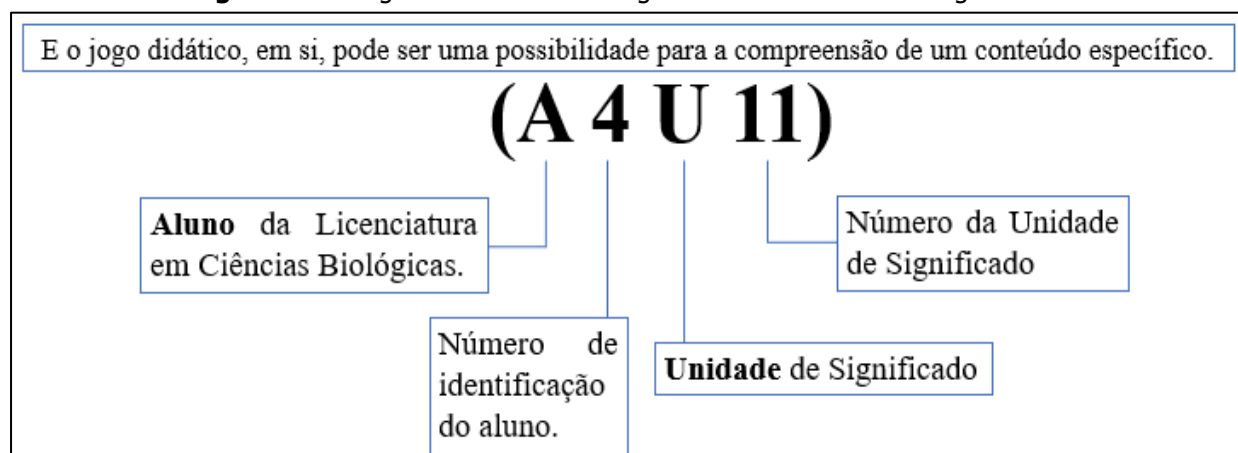 E o jogo didático, em si, pode ser uma possibilidade para a compreensão de um conteúdo específico.
(A 4 U 11)
Aluno da Licenciatura
em Ciências Biológicas.
Número da Unidade
de Significado
Número de
identificação
do aluno.
Unidade de Significado